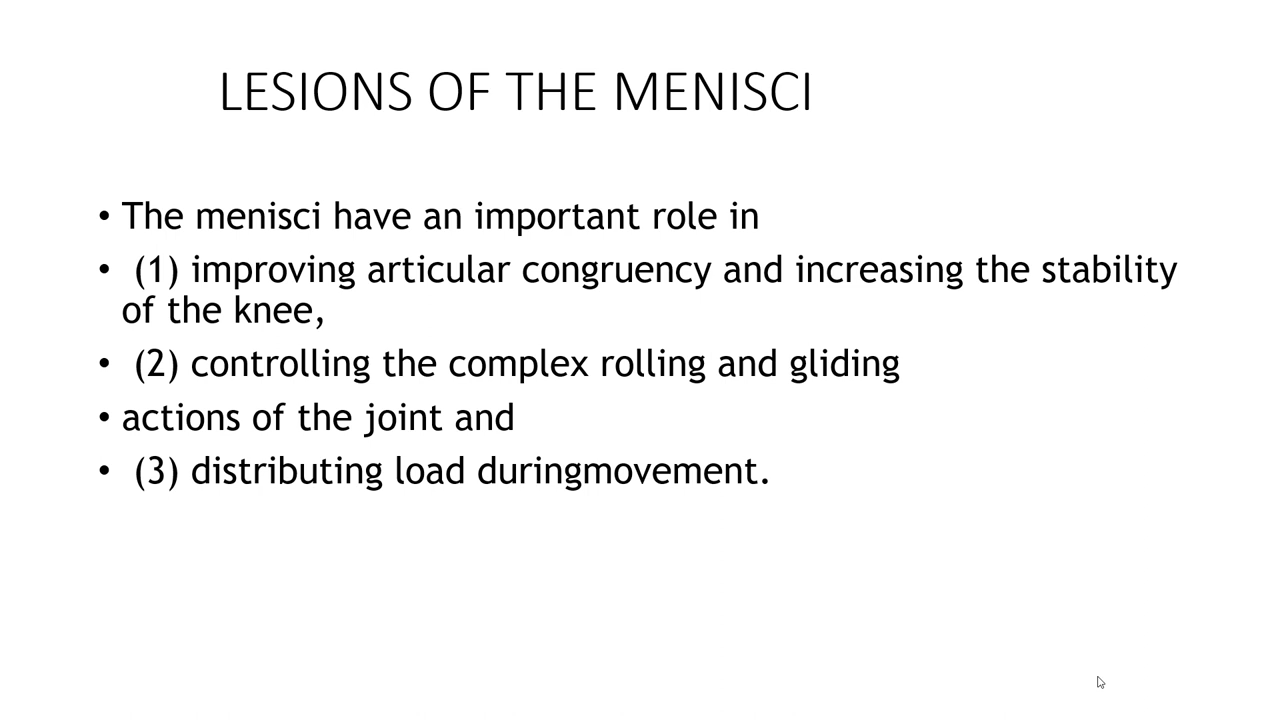 LESIONS OF THE MENISCI
• The menisci have an important role in
• (1) improving articular congruency and increasing the stability
of the knee,
• (2) controlling the complex rolling and gliding
• actions of the joint and
• (3) distributing load duringmovement.